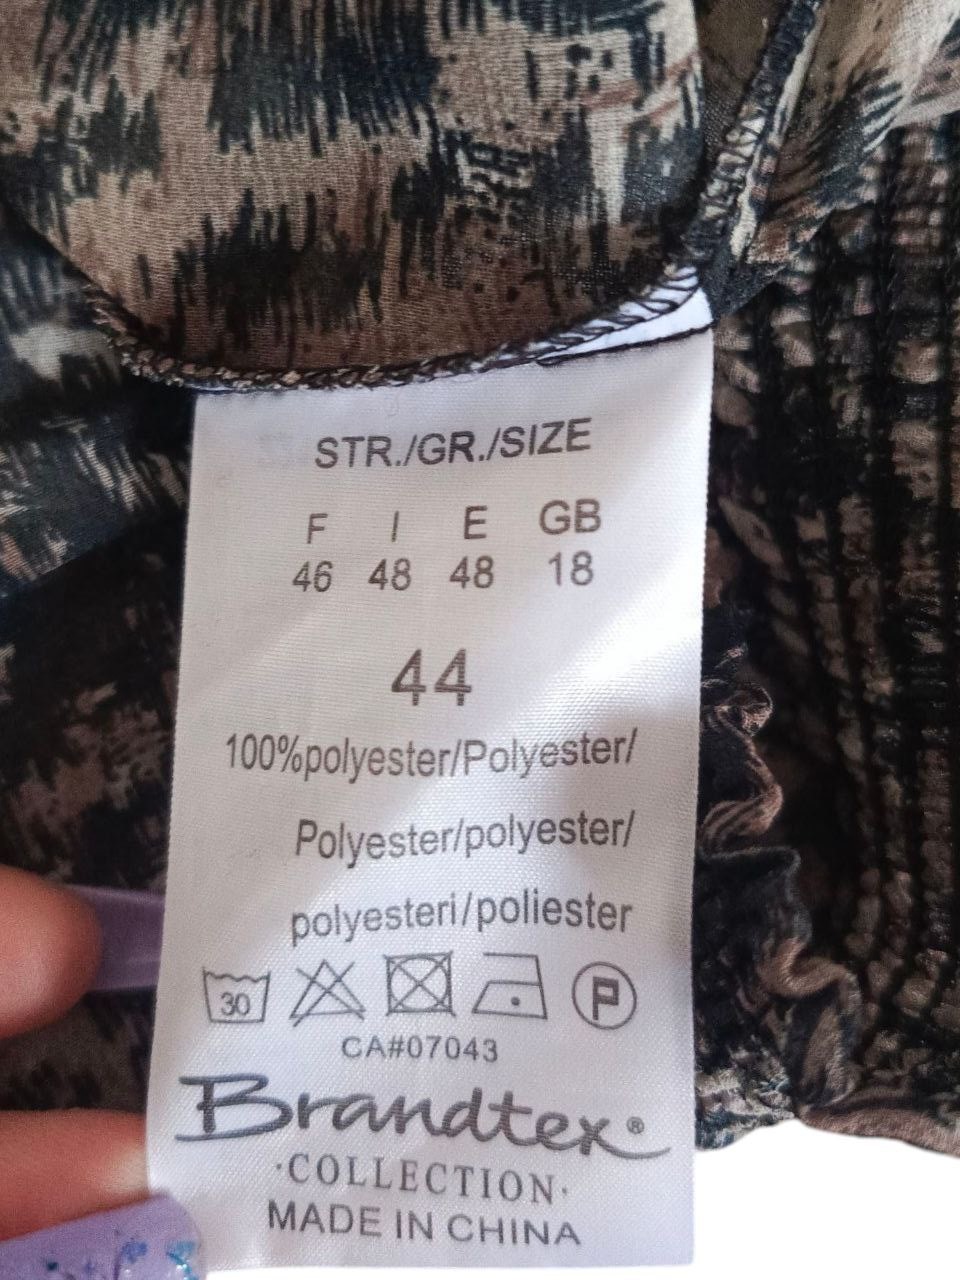 STR./GR./SIZE
F I E GB
46 48 48 18
44
100%polyester/Polyester/
Polyester/polyester/
polyesteri/poliester
30 P
CA#07043
Brandtex®
·COLLECTION·
MADE IN CHINA